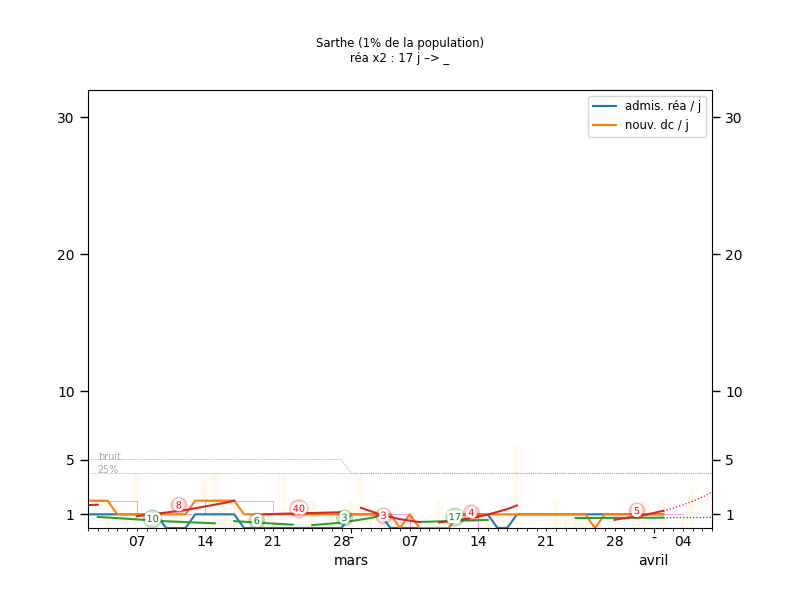 Sarthe (1% de la population)
réa x2 : 17 j –> _
admis. réa / j
nouv. dc / j
30 30
20 20
10 10
5 5
1 1
bruit
25%
10 8 6 40 3 3 17 4 5
07 14 21 28 07 14 21 28 04
mars avril